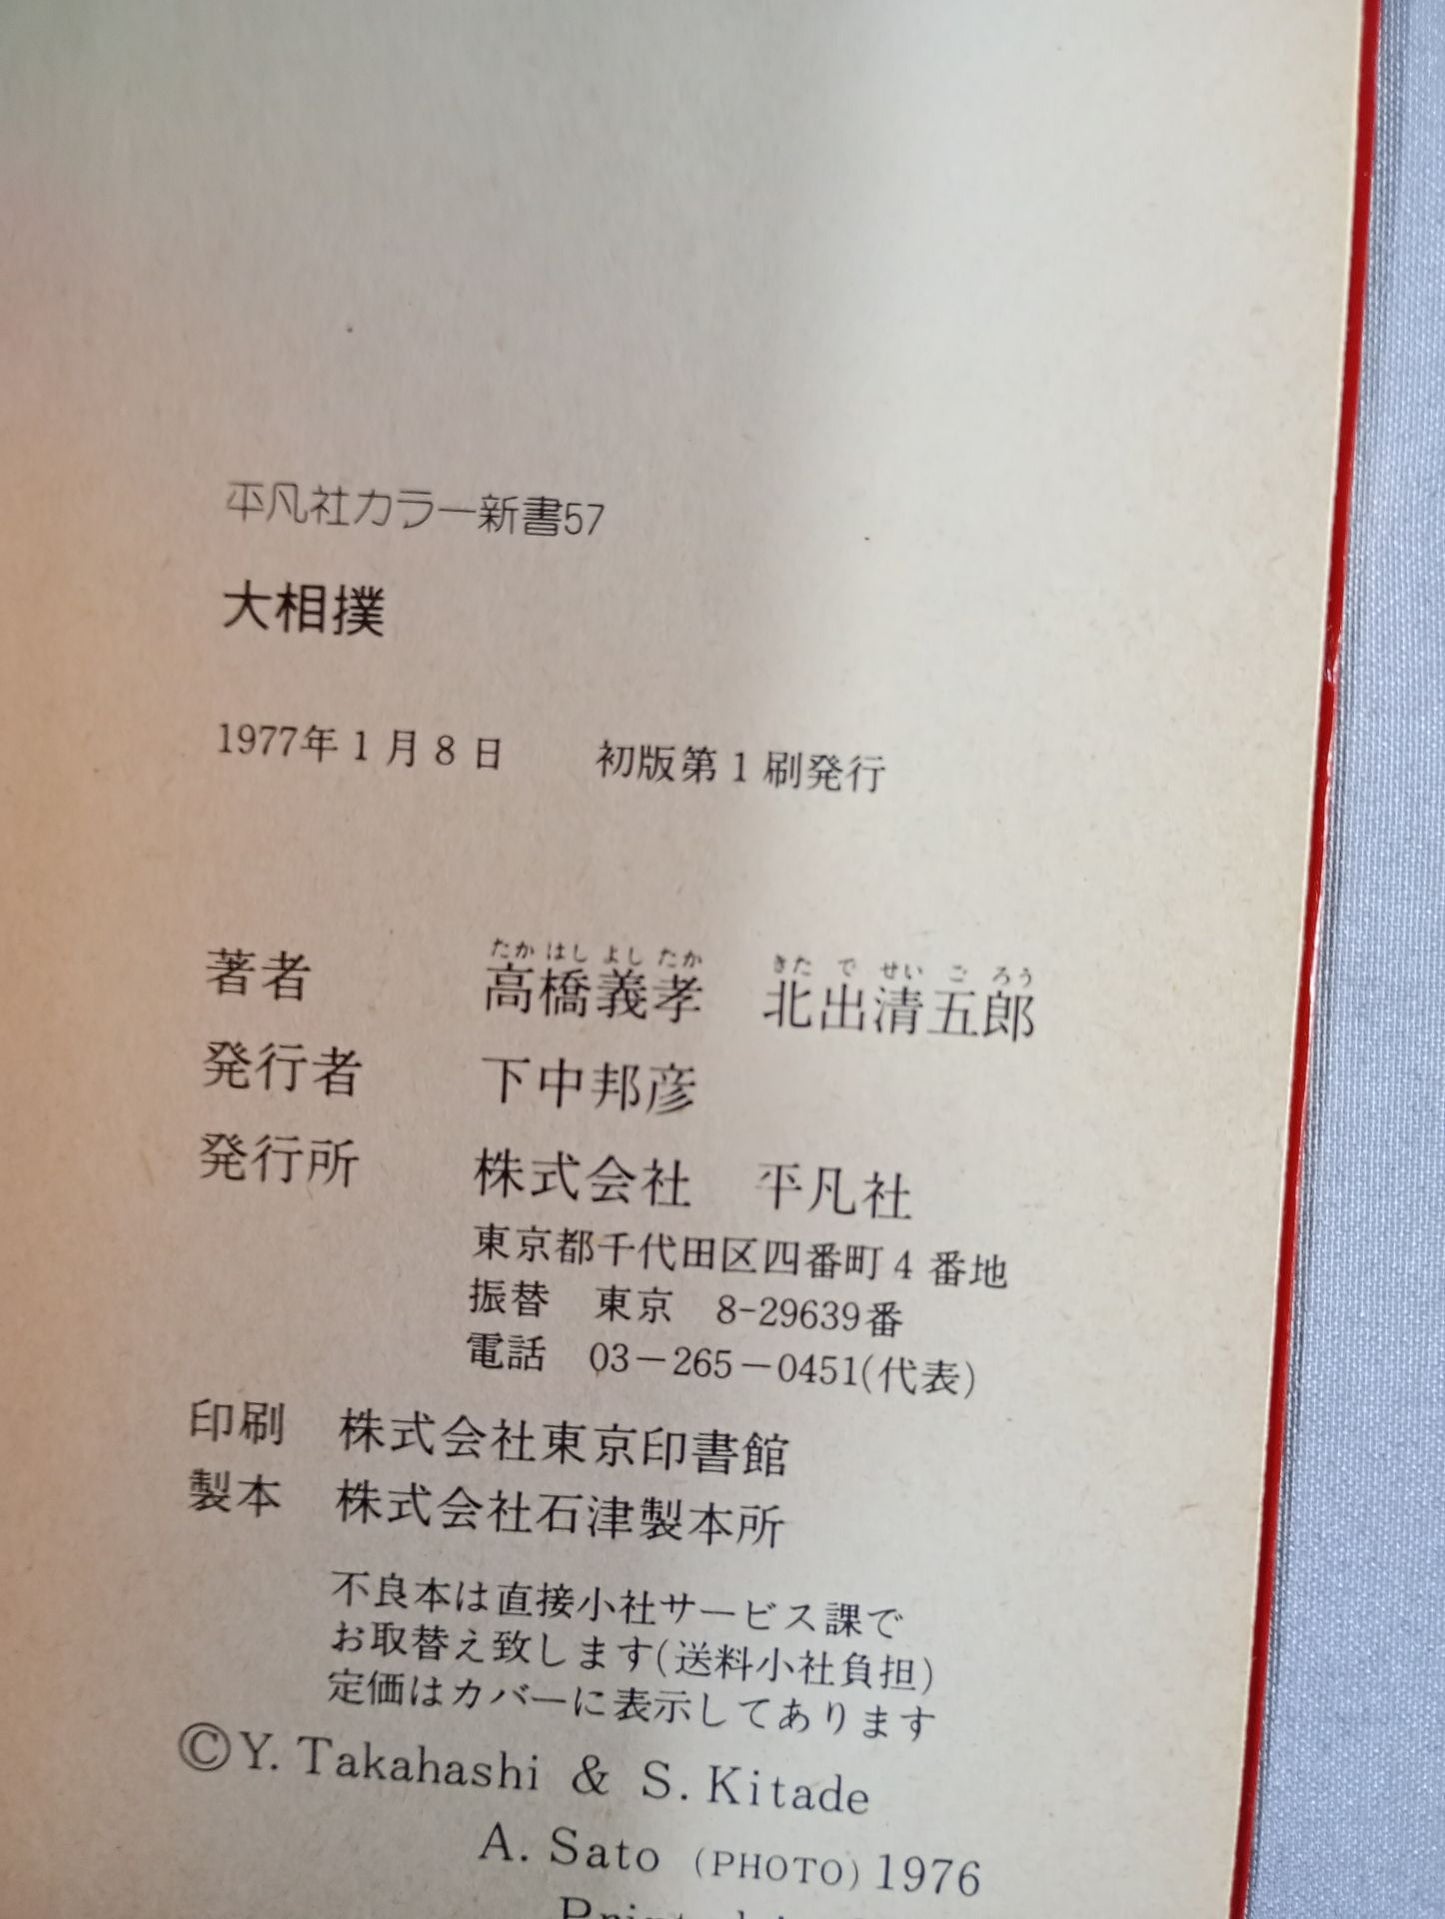 平凡社カラー新書57
大相撲
1977年1月8日 初版第1刷発行
たかはしよしたか きたでせいごろう
著者 高橋義孝 北出清五郎
発行者 下中邦彦
発行所 株式会社 平凡社
東京都千代田区四番町4番地
振替 東京 8-29639番
電話 03-265-0451(代表)
印刷 株式会社東京印書館
製本 株式会社石津製本所
不良本は直接小社サービス課で
お取替え致します(送料小社負担)
定価はカバーに表示してあります
©Y. Takahashi & S. Kitade
A. Sato (PHOTO) 1976